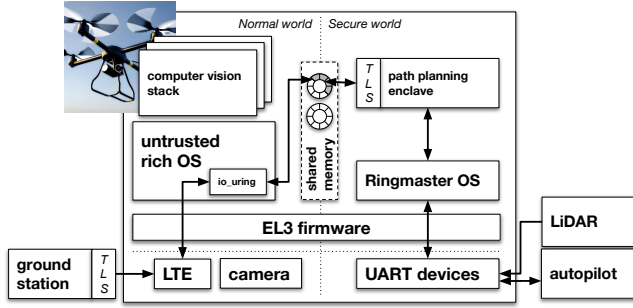 Normal world
Secure world
computer vision
stack
T
L
S
path planning
enclave
untrusted
rich OS
io_uring
shared
memory
Ringmaster OS
EL3 firmware
LiDAR
ground
station
T
L
S
LTE
camera
UART devices
autopilot